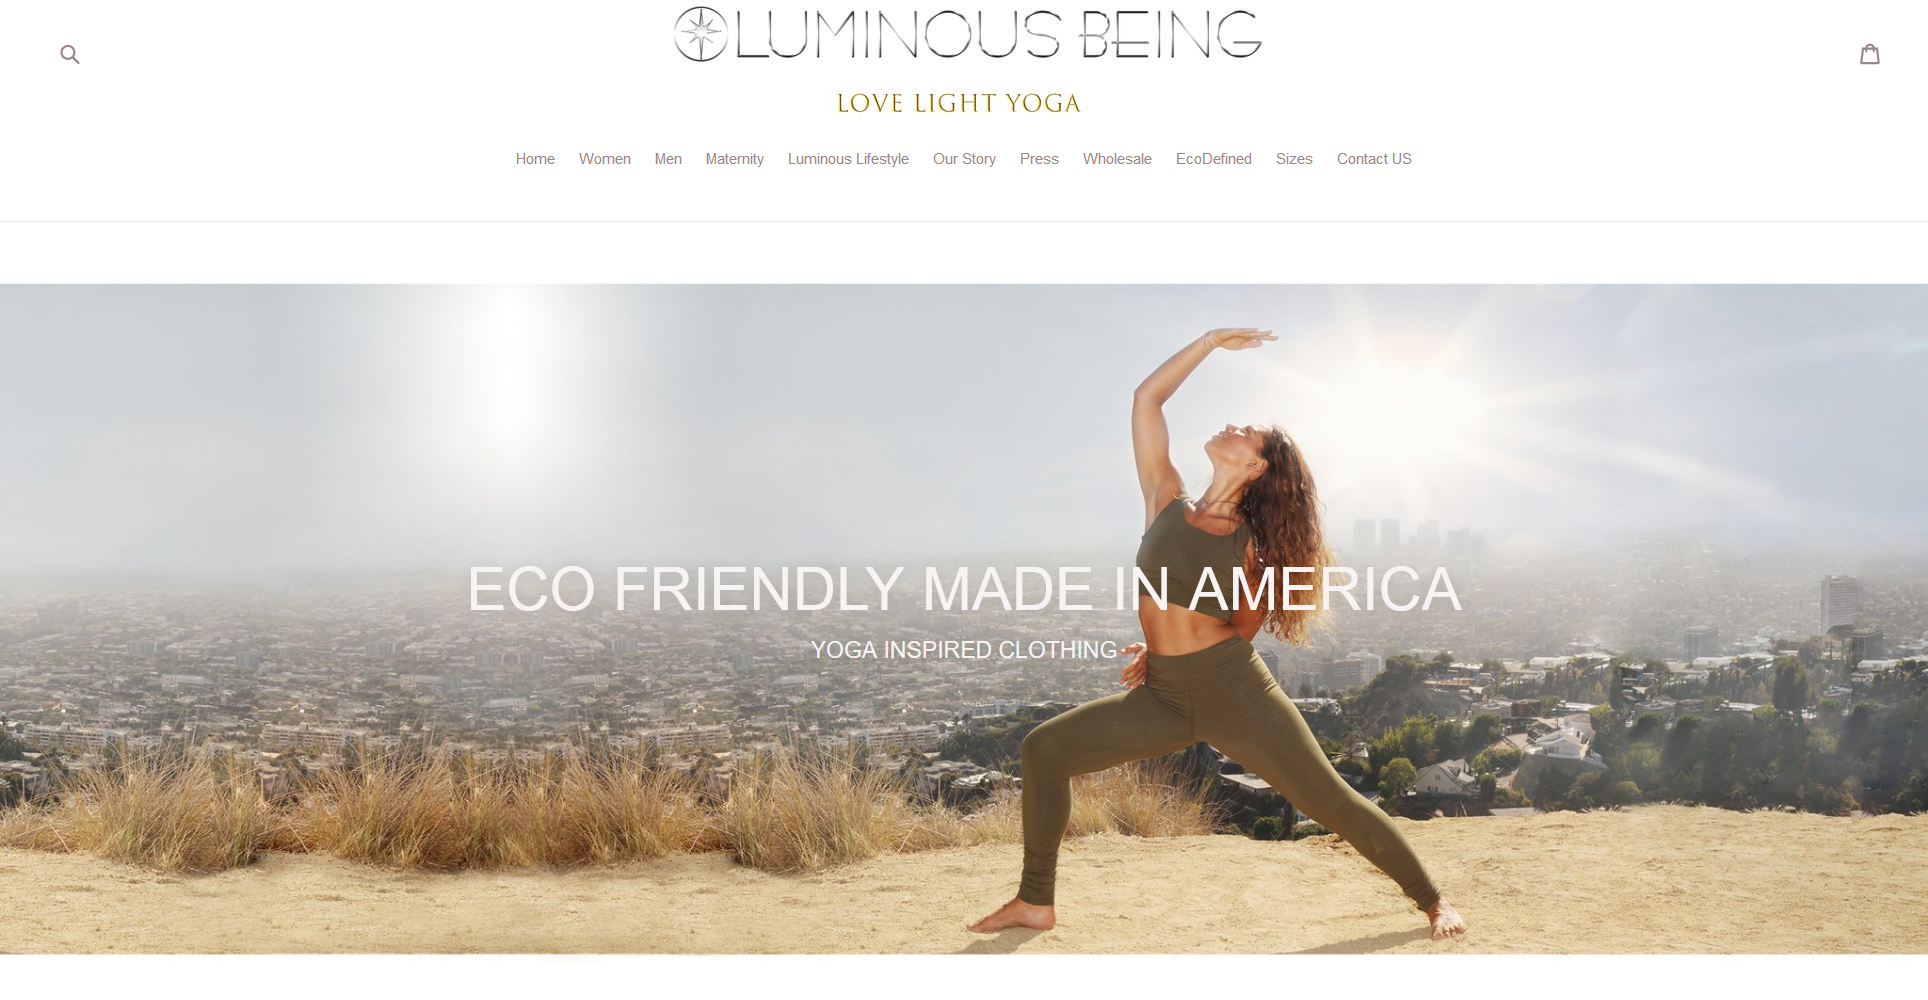 LUMINOUS BEING
LOVE LIGHT YOGA
Home Women Men Maternity Luminous Lifestyle Our Story Press Wholesale EcoDefined Sizes Contact US
ECO FRIENDLY MADE IN AMERICA
YOGA INSPIRED CLOTHING